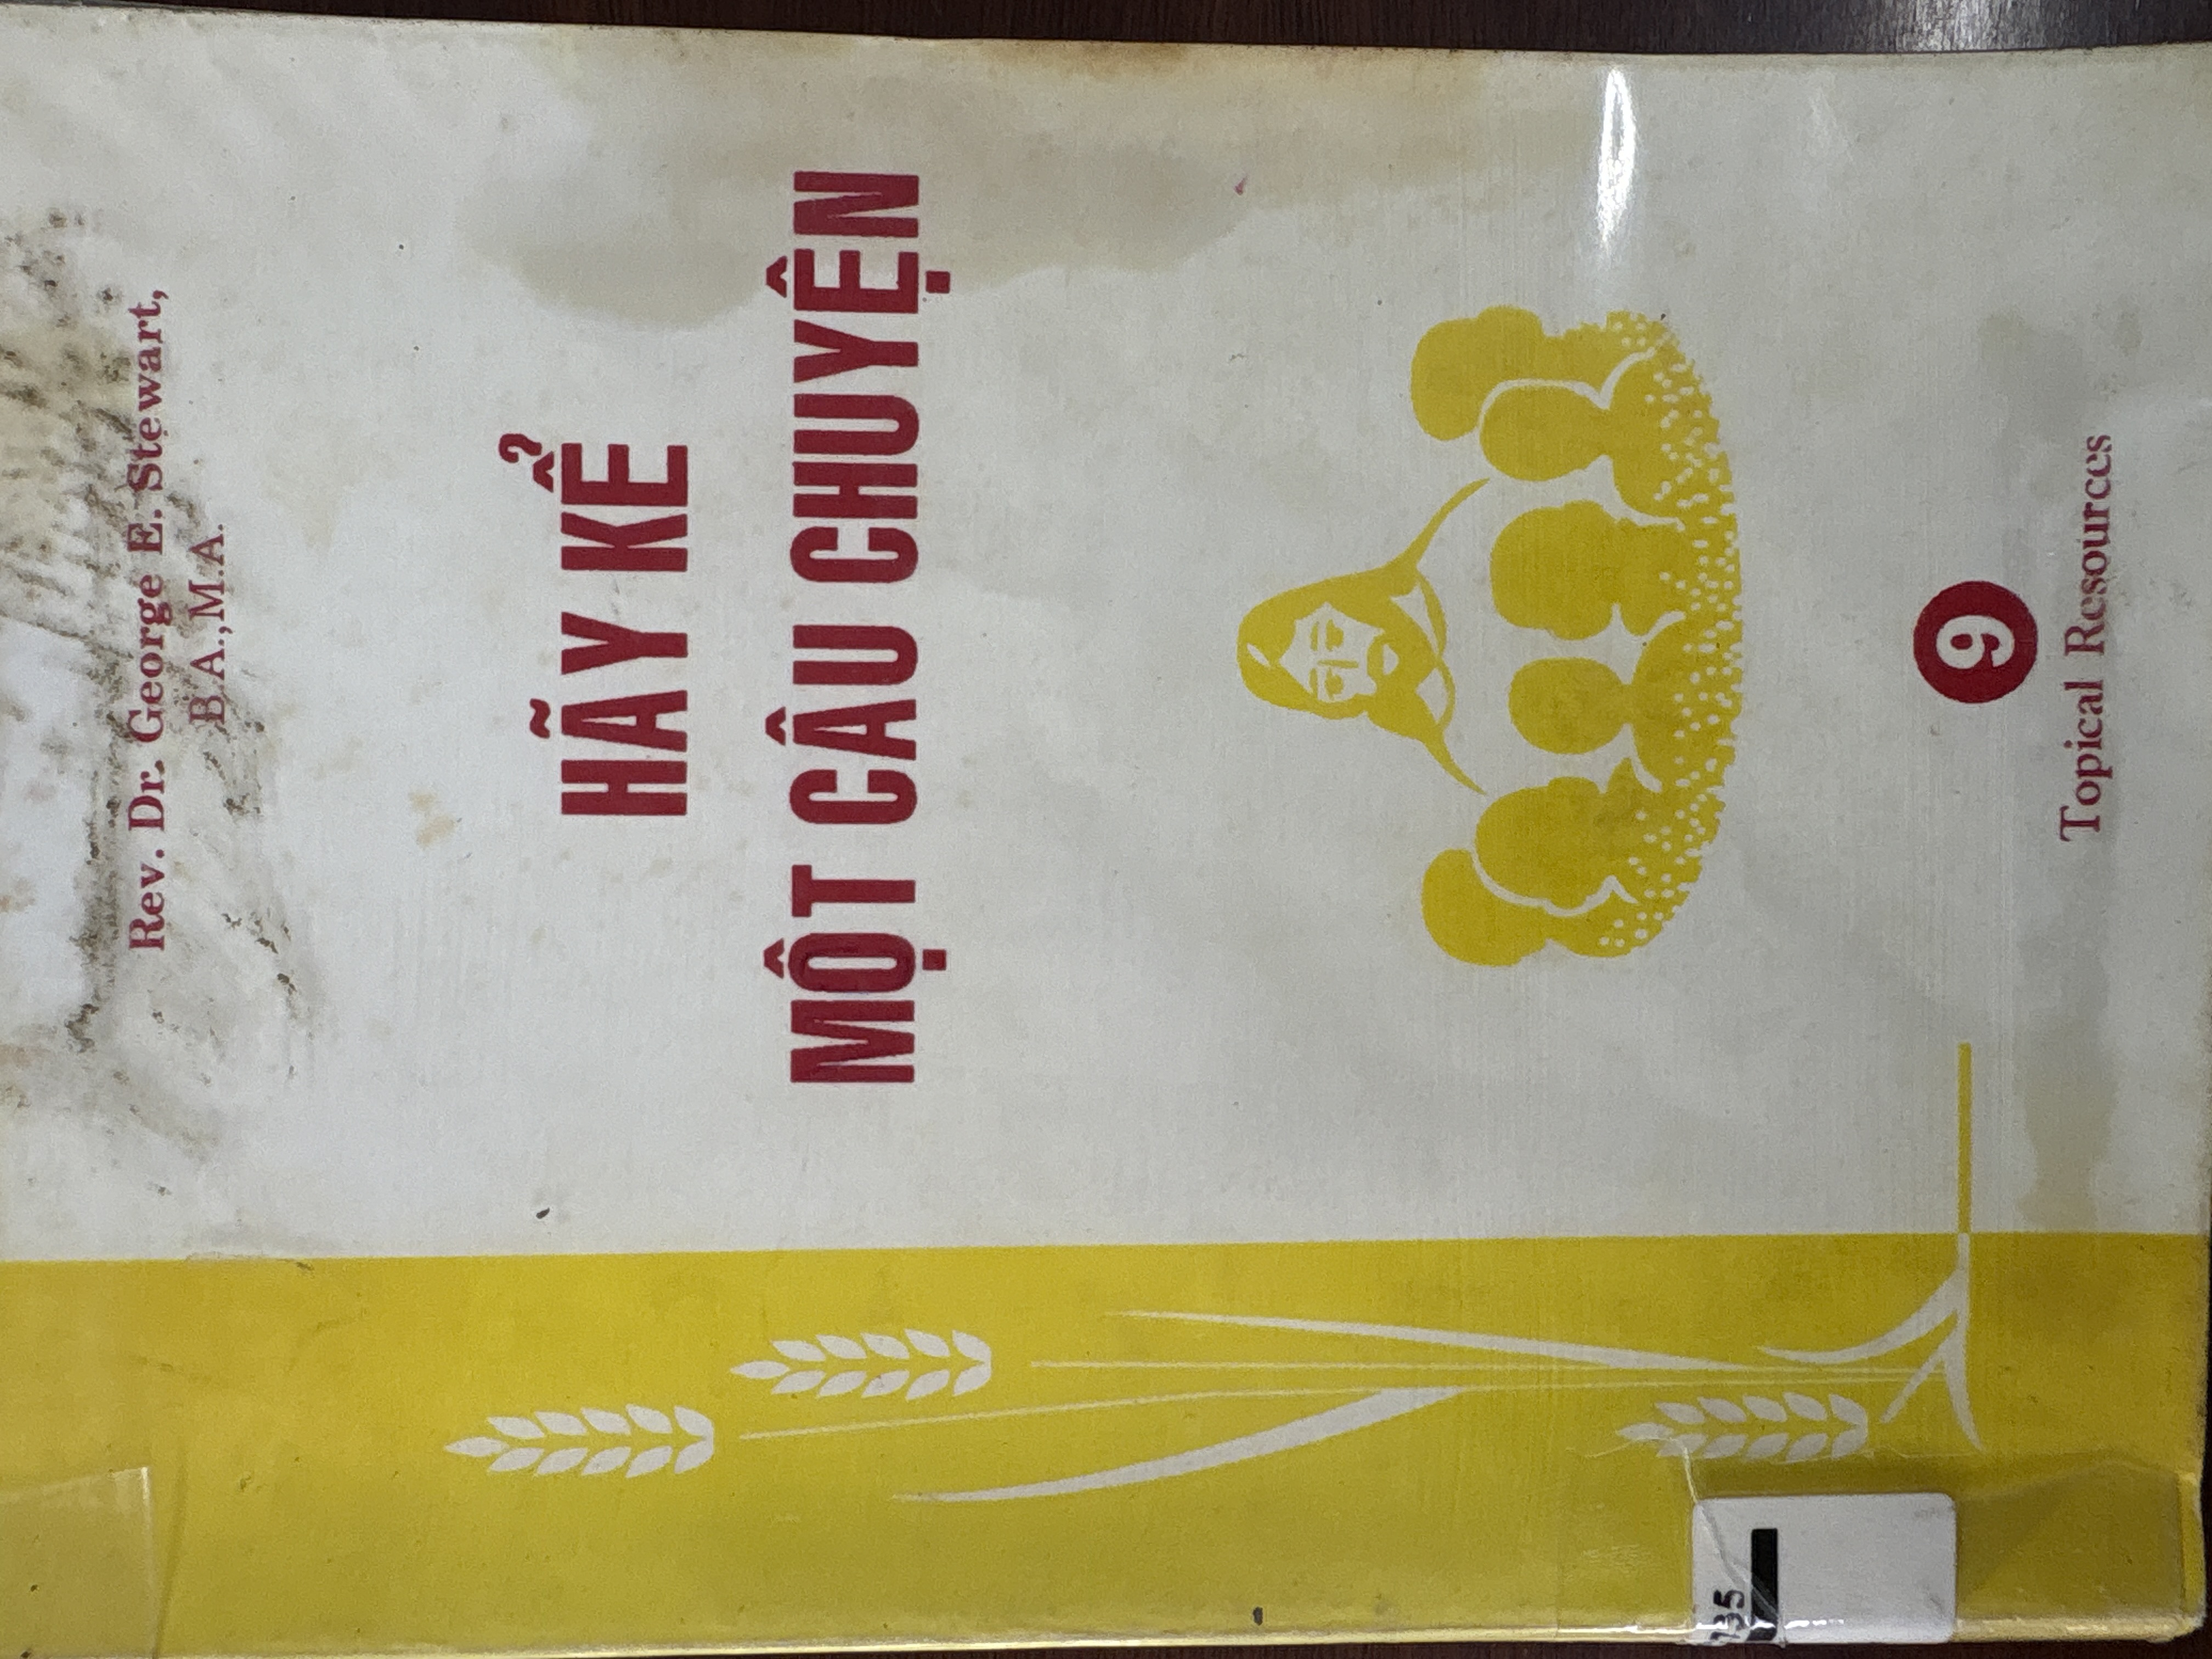 Rev. Dr. George E. Stewart,
B.A.,M.A.
HÃY KỂ
MỘT CÂU CHUYỆN
9
Topical Resources